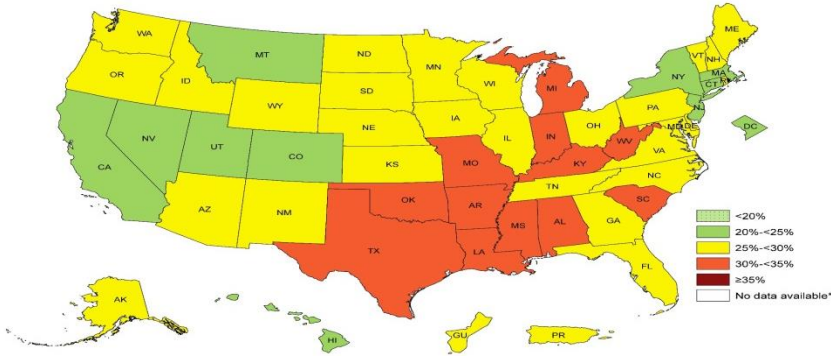 WA
MT
ND
MN
ME
VT
NH
OR
ID
SD
WI
MI
NY
MA
CT
WY
IA
PA
NJ
NE
IL
IN
OH
MD
DE
DC
NV
UT
CO
KS
MO
KY
WV
VA
CA
AZ
NM
OK
AR
TN
NC
SC
TX
LA
MS
AL
GA
FL
AK
HI
GU
PR
<20%
20%-<25%
25%-<30%
30%-<35%
≥35%
No data available*